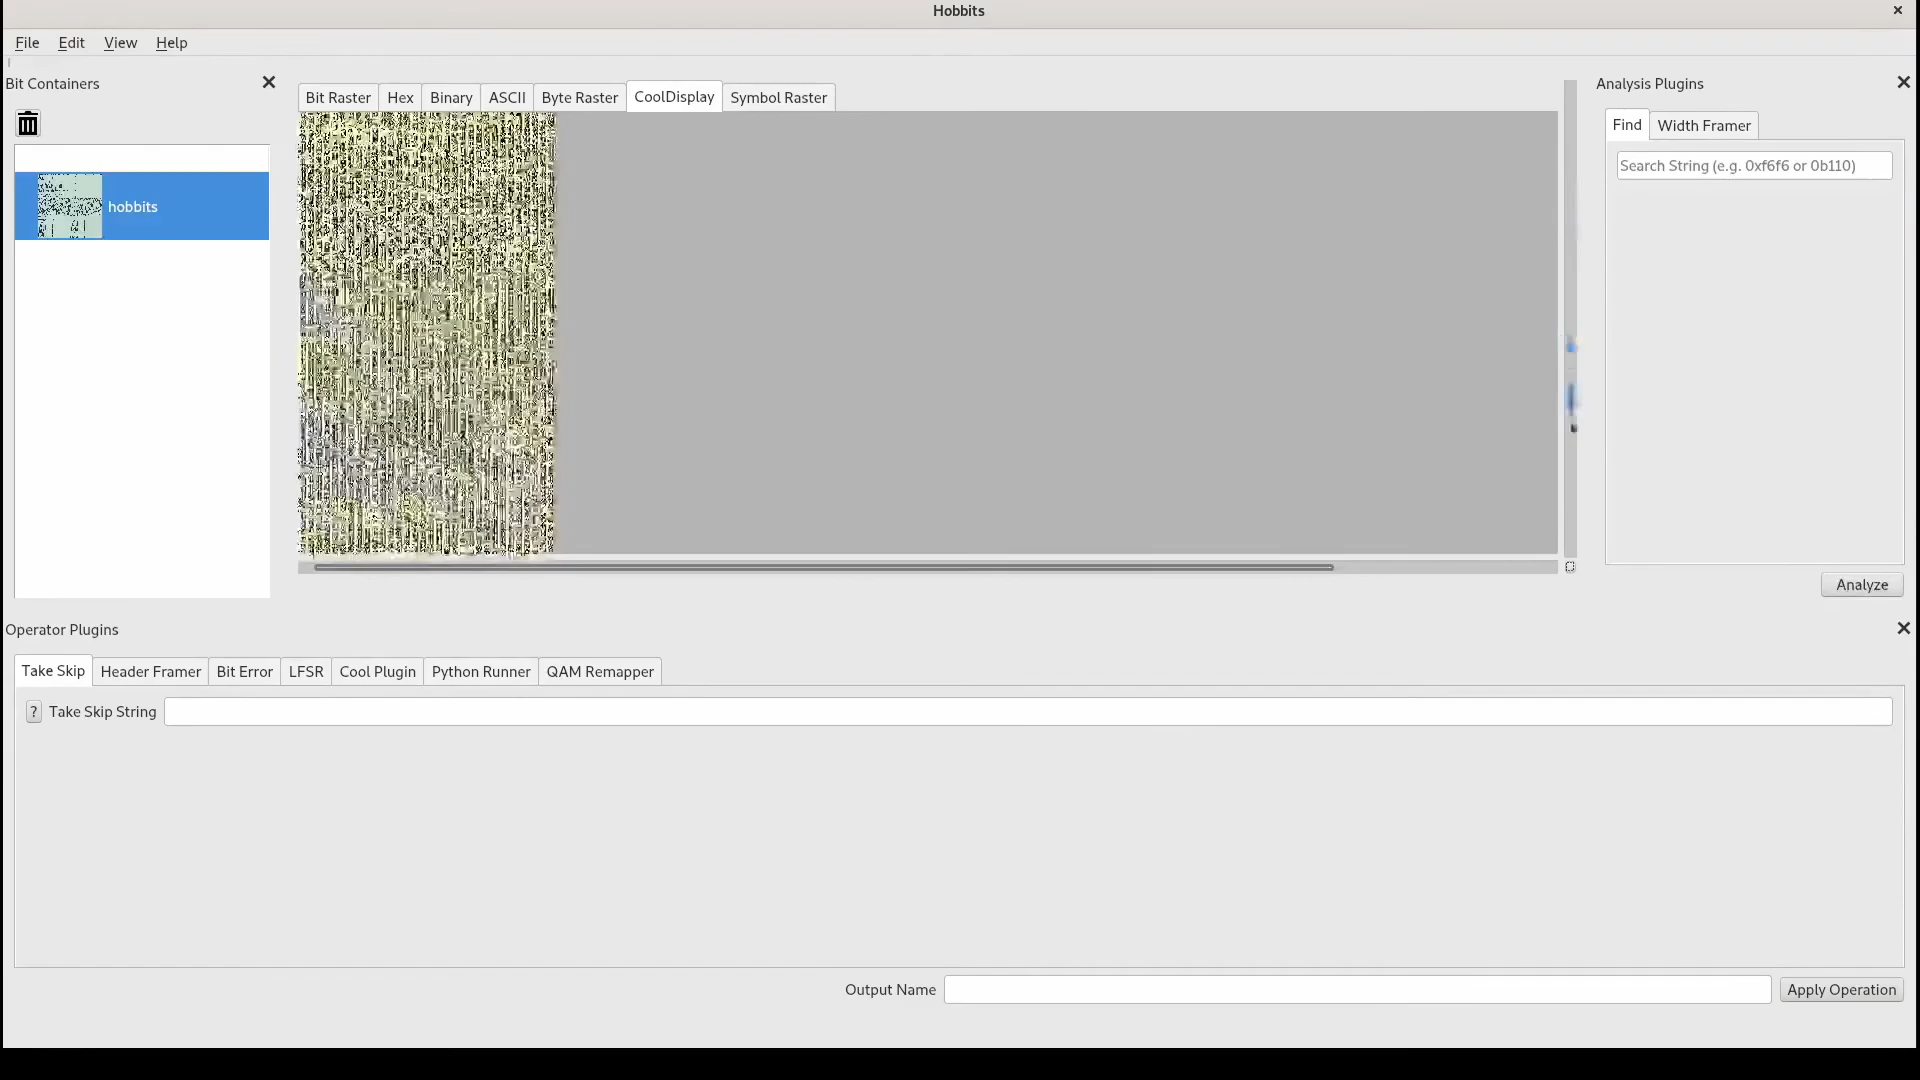 Hobbits
File Edit View Help
Bit Containers
Bit Raster Hex Binary ASCII Byte Raster CoolDisplay Symbol Raster
Analysis Plugins
Find Width Framer
Search String (e.g. 0xf6f6 or 0b110)
hobbits
Analyze
Operator Plugins
Take Skip Header Framer Bit Error LFSR Cool Plugin Python Runner QAM Remapper
? Take Skip String
Output Name Apply Operation